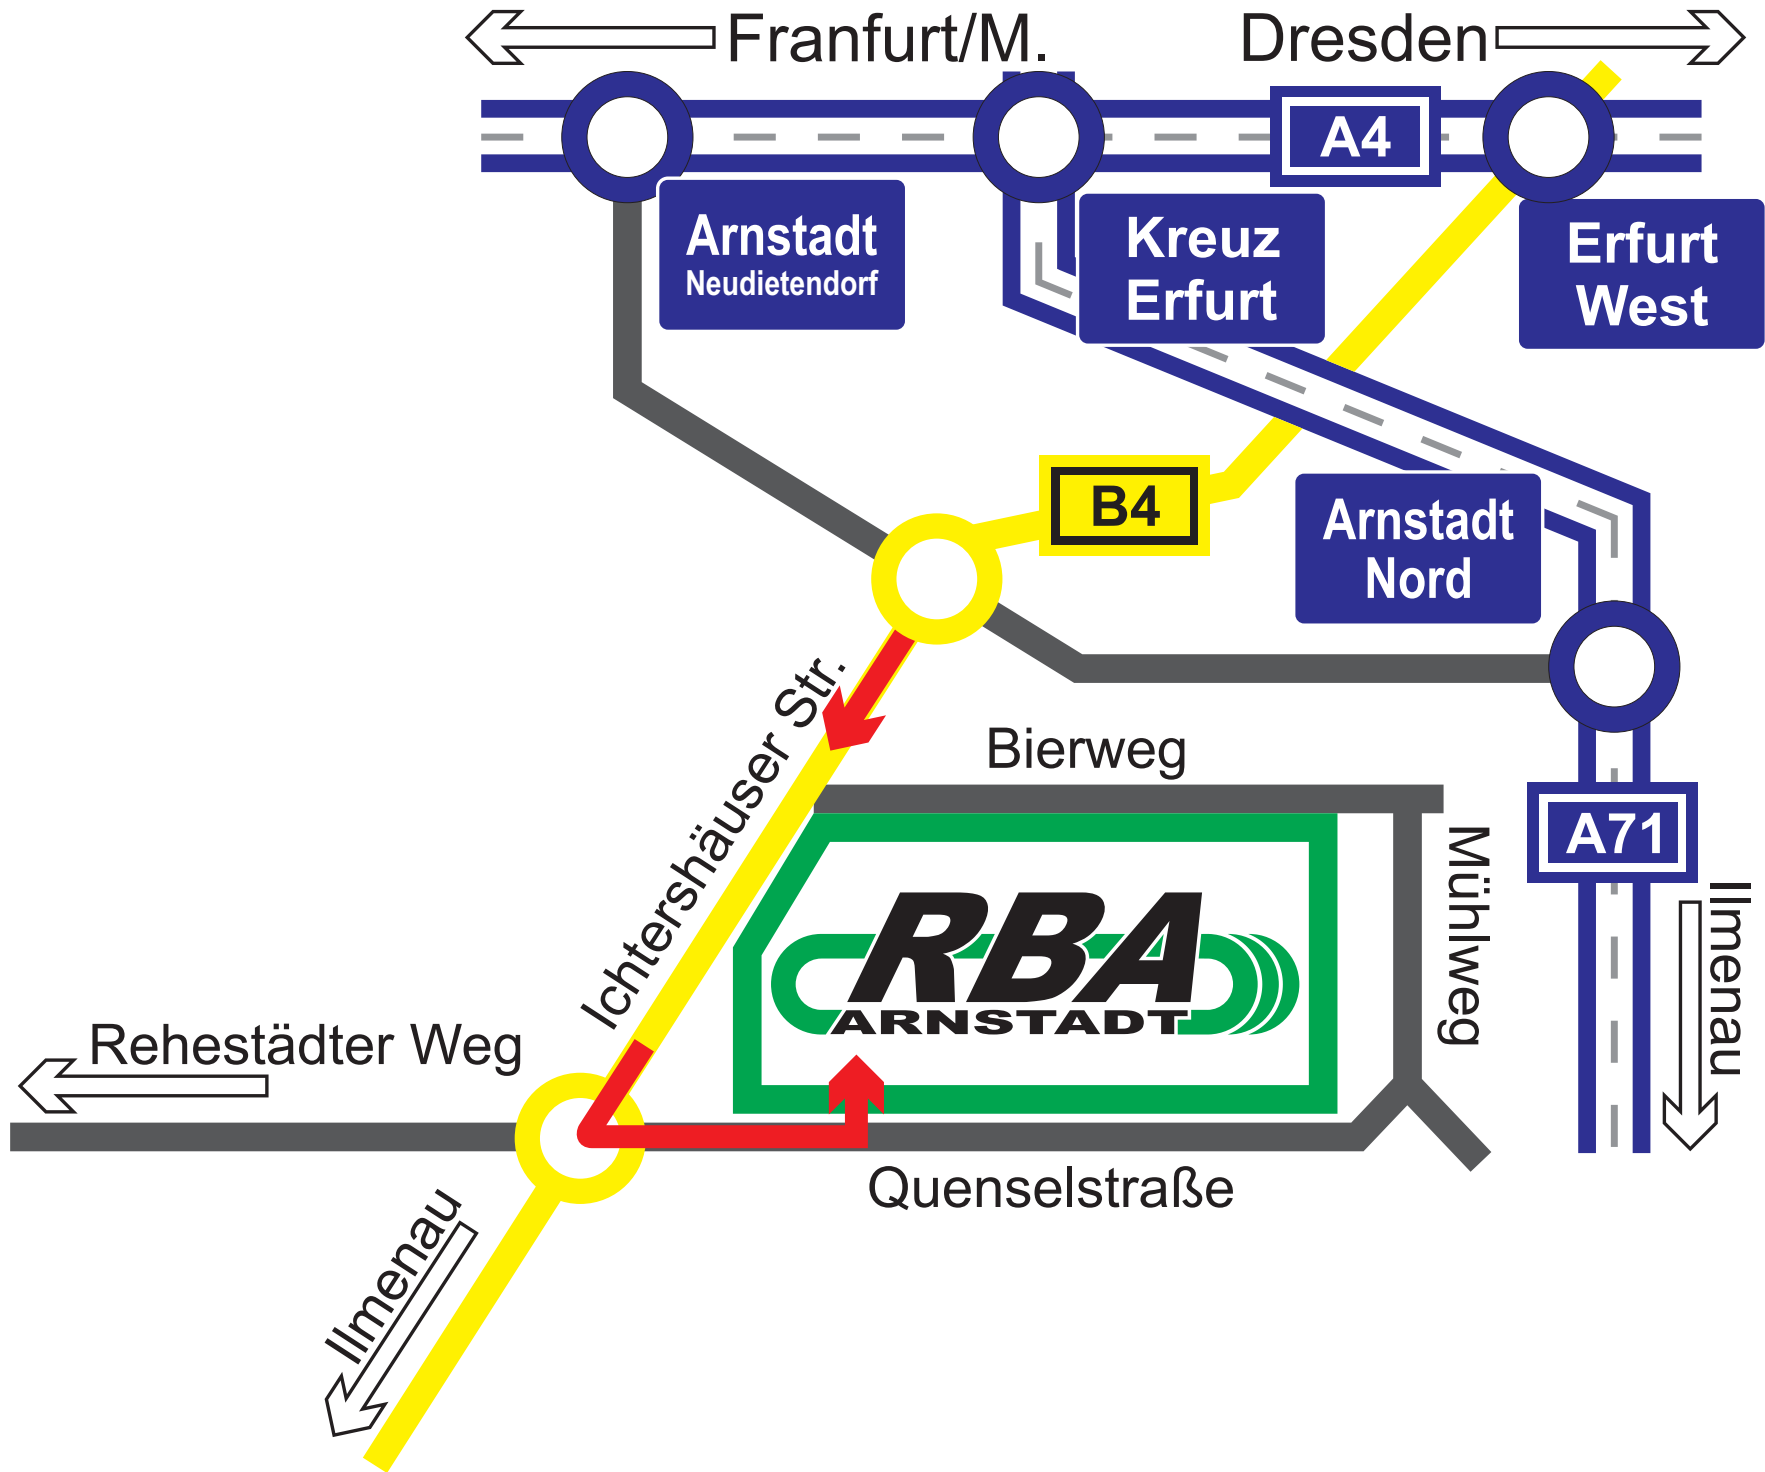 Franfurt/M.
Dresden
A4
Arnstadt
Neudietendorf
Kreuz
Erfurt
Erfurt
West
B4
Arnstadt
Nord
Ichtershäuser Str.
Bierweg
A71
Mühlweg
Ilmenau
RBA
ARNSTADT
Rehestädter Weg
Quenselstraße
Ilmenau